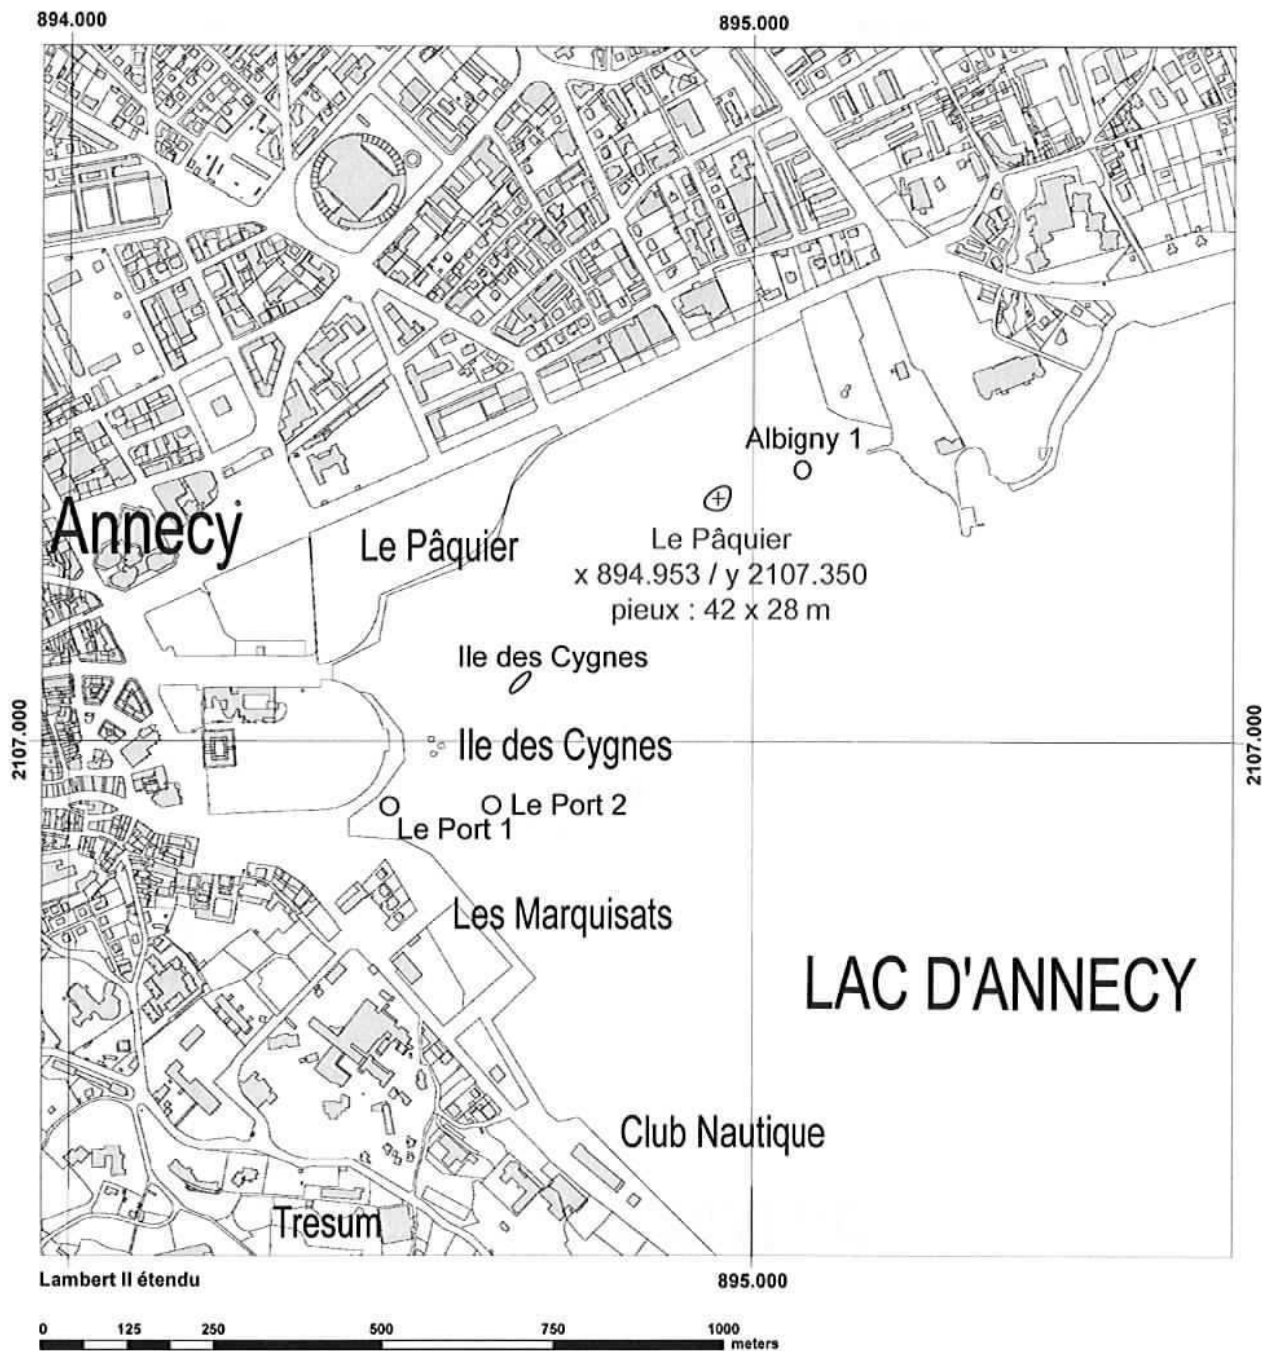 894.000
895.000
Albigny 1
Annecy
Le Pâquier
Le Pâquier
x 894.953 / y 2107.350
pieux : 42 x 28 m
Ile des Cygnes
2107.000
Ile des Cygnes
2107.000
Le Port 2
Le Port 1
Les Marquisats
LAC D'ANNECY
Club Nautique
Tresum
Lambert II étendu
895.000
0 125 250 500 750 1000
meters